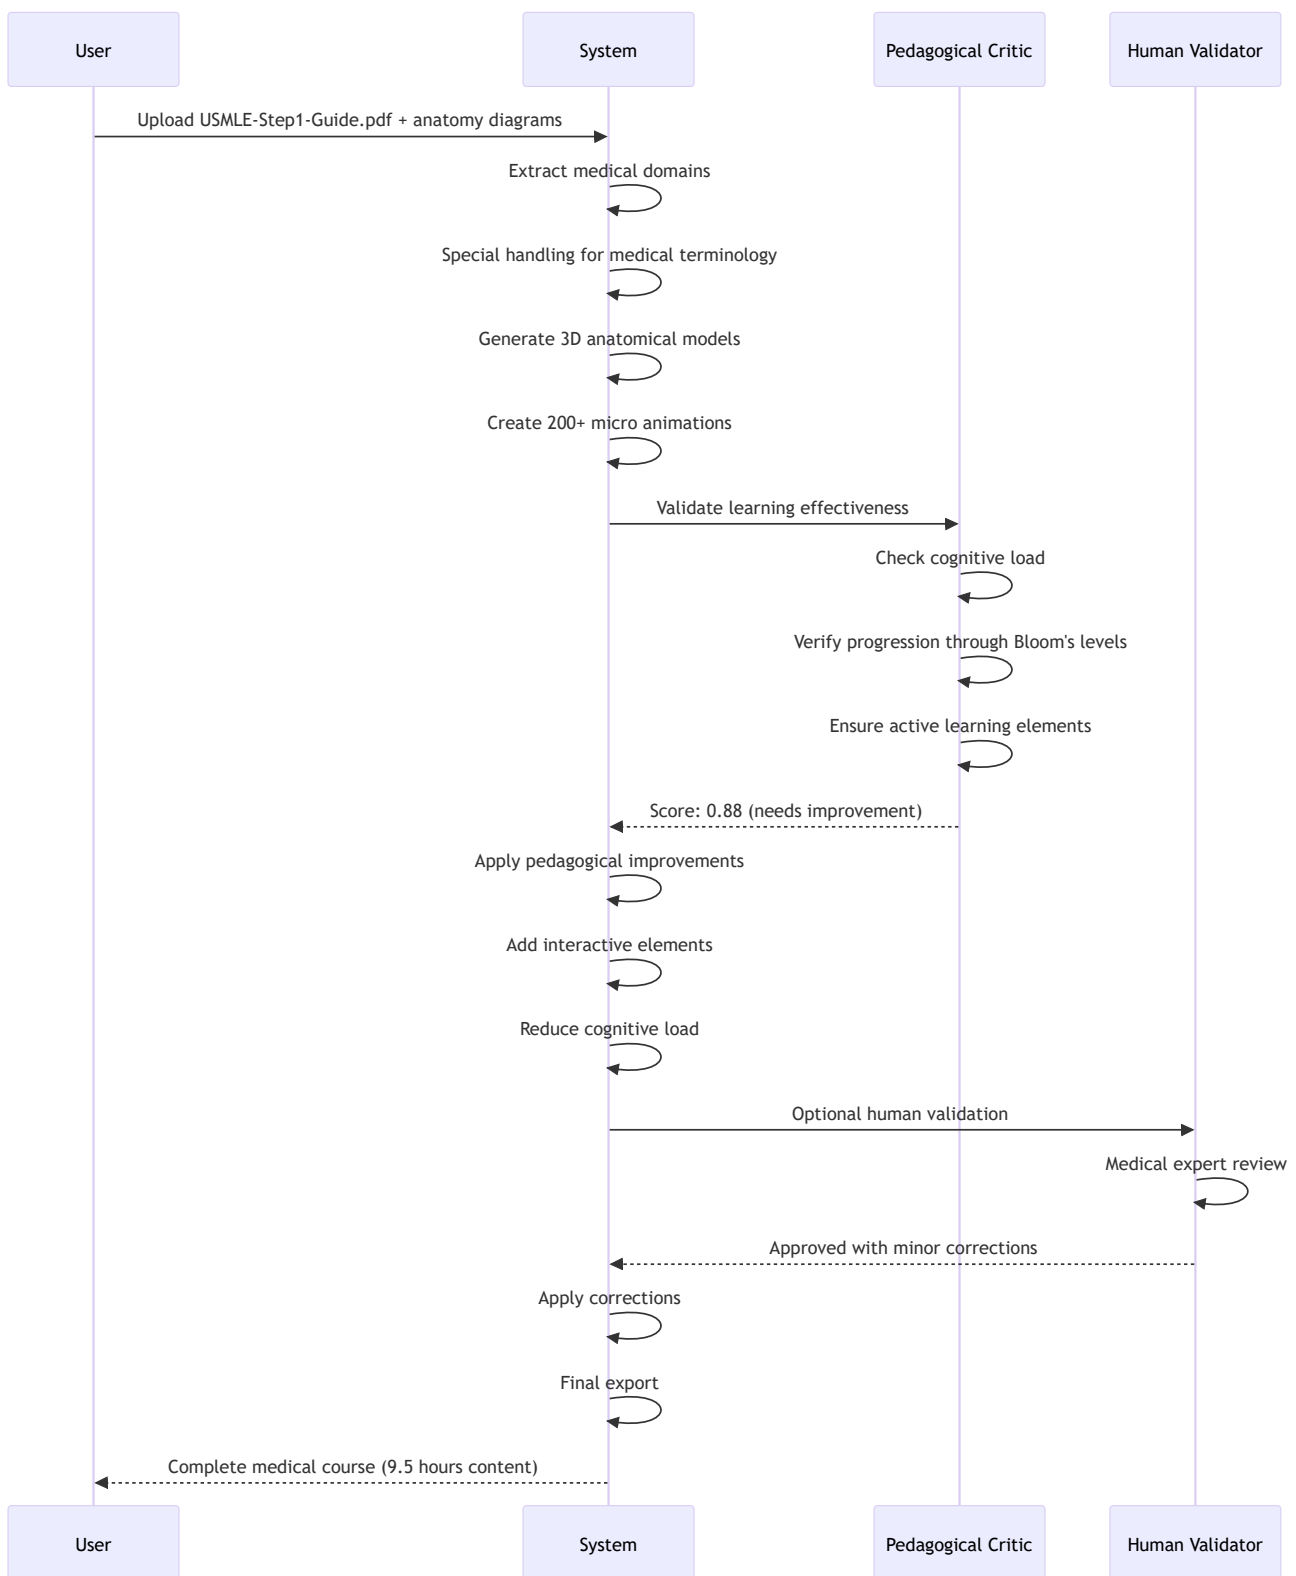 User
System
Pedagogical Critic
Human Validator
Upload USMLE-Step1-Guide.pdf + anatomy diagrams
Extract medical domains
Special handling for medical terminology
Generate 3D anatomical models
Create 200+ micro animations
Validate learning effectiveness
Check cognitive load
Verify progression through Bloom's levels
Ensure active learning elements
Score: 0.88 (needs improvement)
Apply pedagogical improvements
Add interactive elements
Reduce cognitive load
Optional human validation
Medical expert review
Approved with minor corrections
Apply corrections
Final export
Complete medical course (9.5 hours content)
User
System
Pedagogical Critic
Human Validator